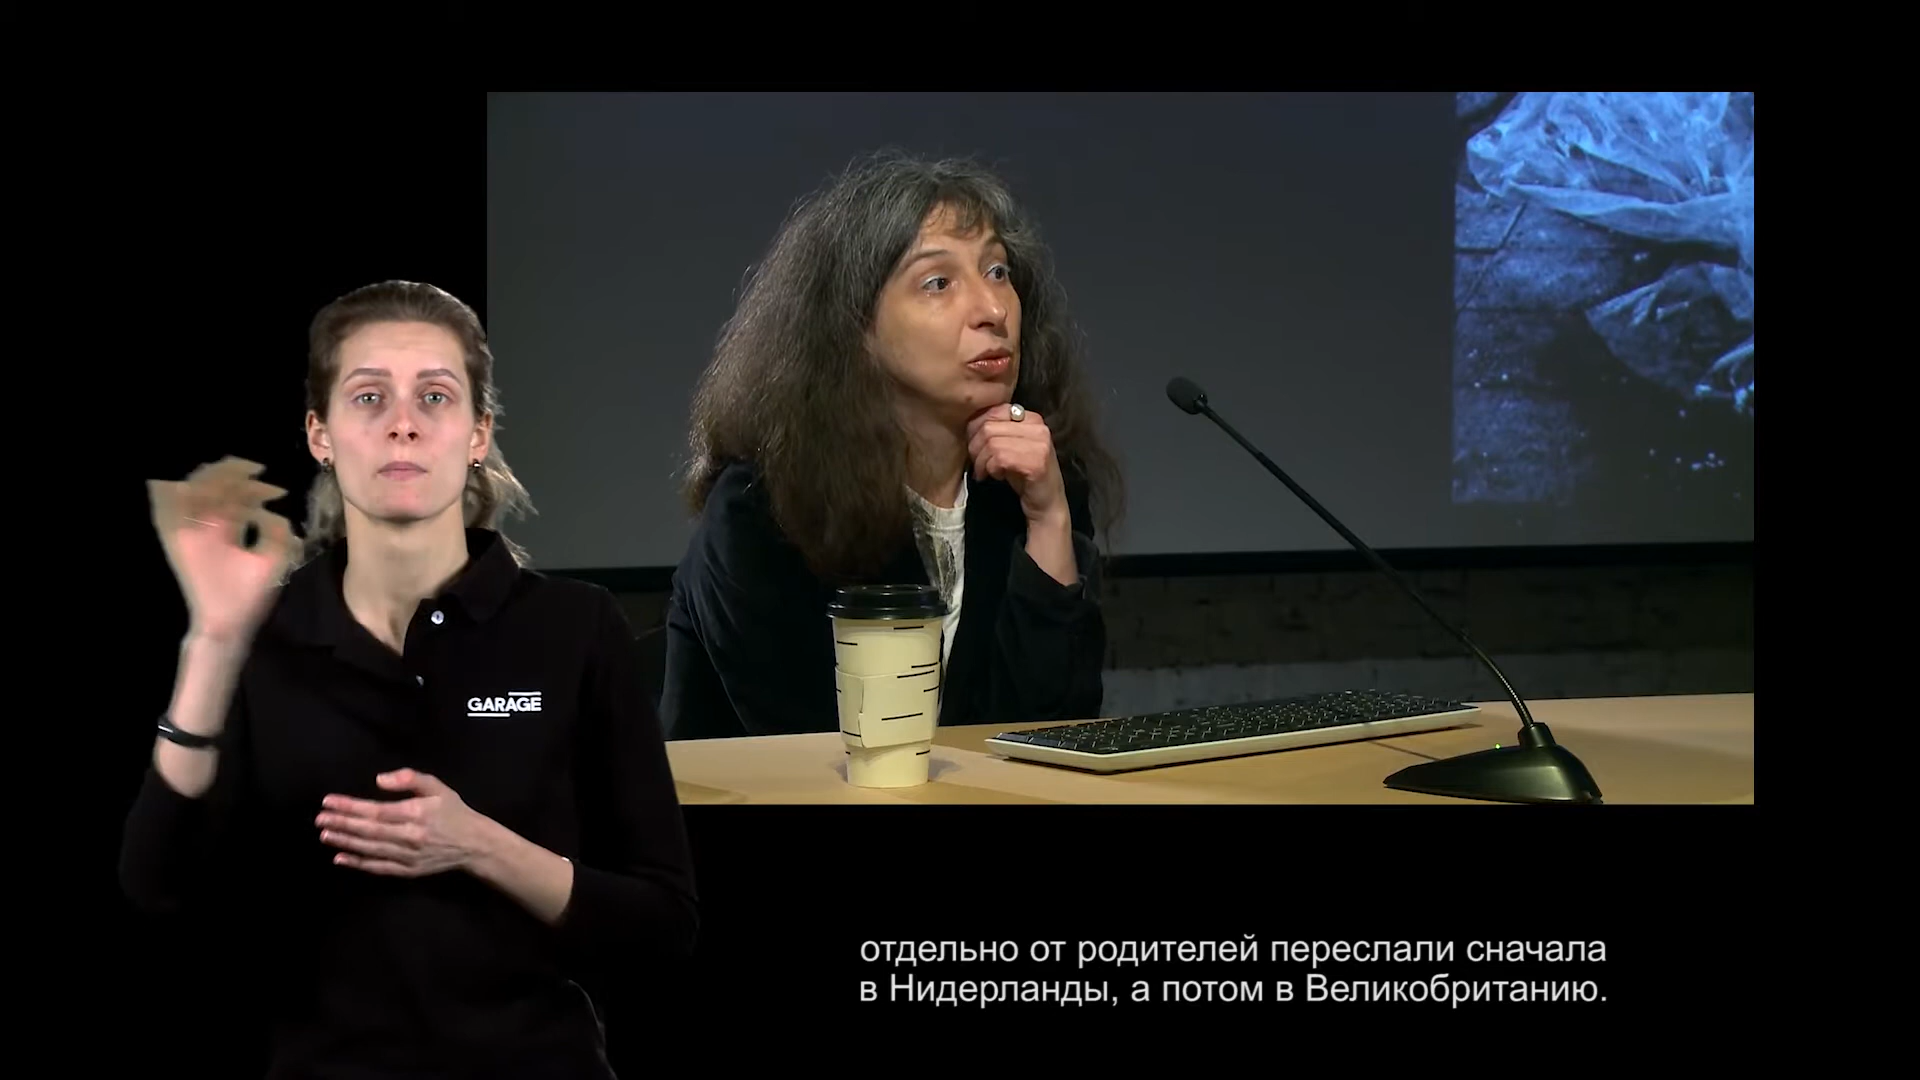 GARAGE
отдельно от родителей переслали сначала
в Нидерланды, а потом в Великобританию.